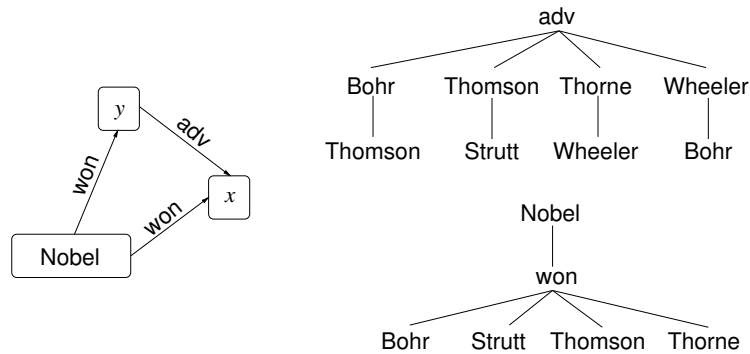 y
adv
won
x
won
Nobel
adv
Bohr Thomson Thorne Wheeler
Thomson Strutt Wheeler Bohr
Nobel
won
Bohr Strutt Thomson Thorne